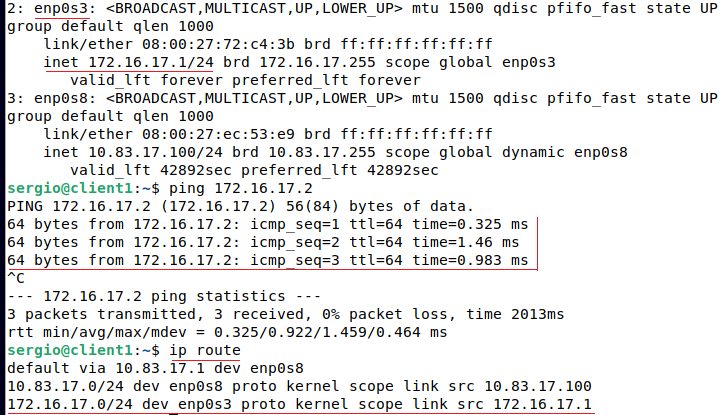 2: enp0s3: <BROADCAST,MULTICAST,UP,LOWER_UP> mtu 1500 qdisc pfifo_fast state UP
group default qlen 1000
    link/ether 08:00:27:72:c4:3b brd ff:ff:ff:ff:ff:ff
    inet 172.16.17.1/24 brd 172.16.17.255 scope global enp0s3
       valid_lft forever preferred_lft forever
3: enp0s8: <BROADCAST,MULTICAST,UP,LOWER_UP> mtu 1500 qdisc pfifo_fast state UP
group default qlen 1000
    link/ether 08:00:27:ec:53:e9 brd ff:ff:ff:ff:ff:ff
    inet 10.83.17.100/24 brd 10.83.17.255 scope global dynamic enp0s8
       valid_lft 42892sec preferred_lft 42892sec
sergio@client1:~$ ping 172.16.17.2
PING 172.16.17.2 (172.16.17.2) 56(84) bytes of data.
64 bytes from 172.16.17.2: icmp_seq=1 ttl=64 time=0.325 ms
64 bytes from 172.16.17.2: icmp_seq=2 ttl=64 time=1.46 ms
64 bytes from 172.16.17.2: icmp_seq=3 ttl=64 time=0.983 ms
^C
--- 172.16.17.2 ping statistics ---
3 packets transmitted, 3 received, 0% packet loss, time 2013ms
rtt min/avg/max/mdev = 0.325/0.922/1.459/0.464 ms
sergio@client1:~$ ip route
default via 10.83.17.1 dev enp0s8
10.83.17.0/24 dev enp0s8 proto kernel scope link src 10.83.17.100
172.16.17.0/24 dev enp0s3 proto kernel scope link src 172.16.17.1